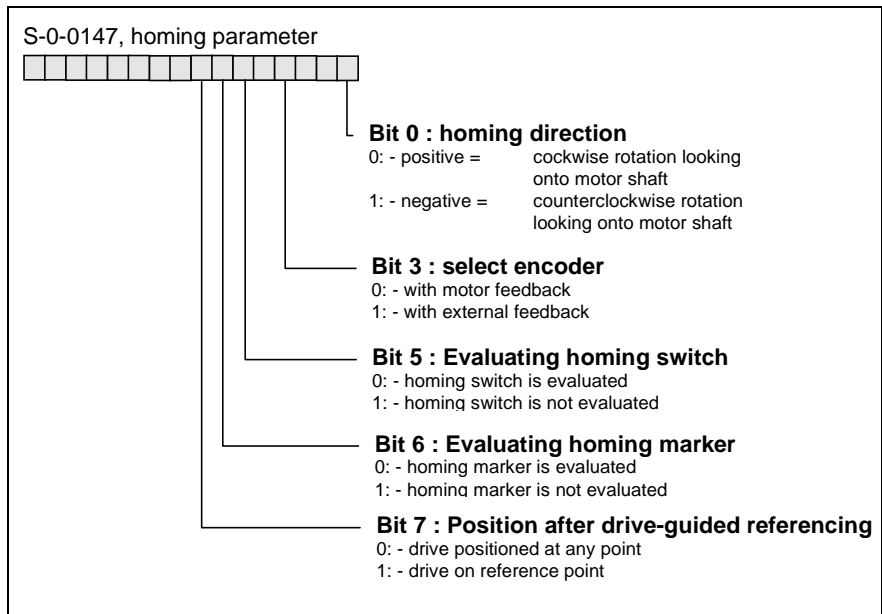 S-0-0147, homing parameter
Bit 0 : homing direction
0: - positive = cockwise rotation looking
onto motor shaft
1: - negative = counterclockwise rotation
looking onto motor shaft
Bit 3 : select encoder
0: - with motor feedback
1: - with external feedback
Bit 5 : Evaluating homing switch
0: - homing switch is evaluated
1: - homing switch is not evaluated
Bit 6 : Evaluating homing marker
0: - homing marker is evaluated
1: - homing marker is not evaluated
Bit 7 : Position after drive-guided referencing
0: - drive positioned at any point
1: - drive on reference point